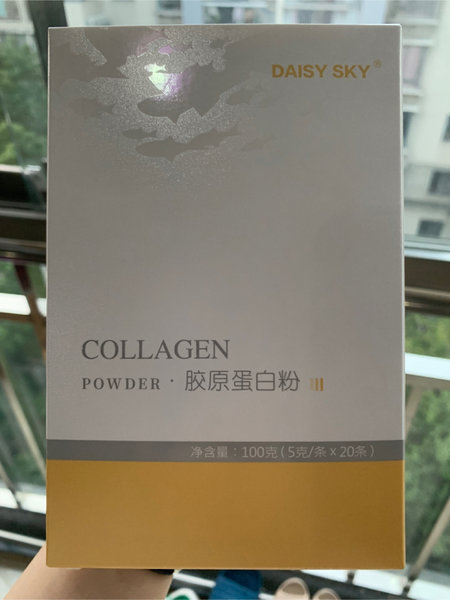 DAISY SKY®
COLLAGEN
POWDER · 胶原蛋白粉 III
净含量：100克（5克/条 x 20条）